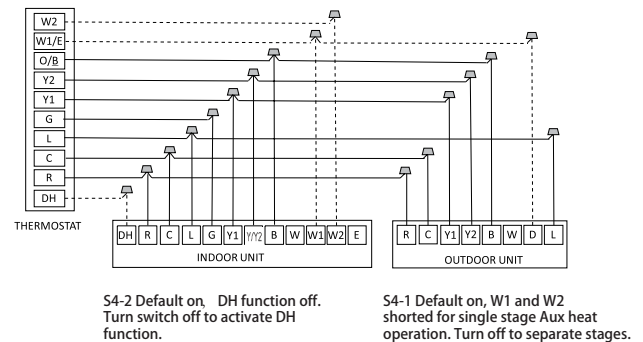 W2
W1/E
O/B
Y2
Y1
G
L
C
R
DH
THERMOSTAT
DH R C L G Y1 Y/Y2 B W W1 W2 E
INDOOR UNIT
R C Y1 Y2 B W D L
OUTDOOR UNIT
S4-2 Default on, DH function off.
Turn switch off to activate DH
function.
S4-1 Default on, W1 and W2
shorted for single stage Aux heat
operation. Turn off to separate stages.